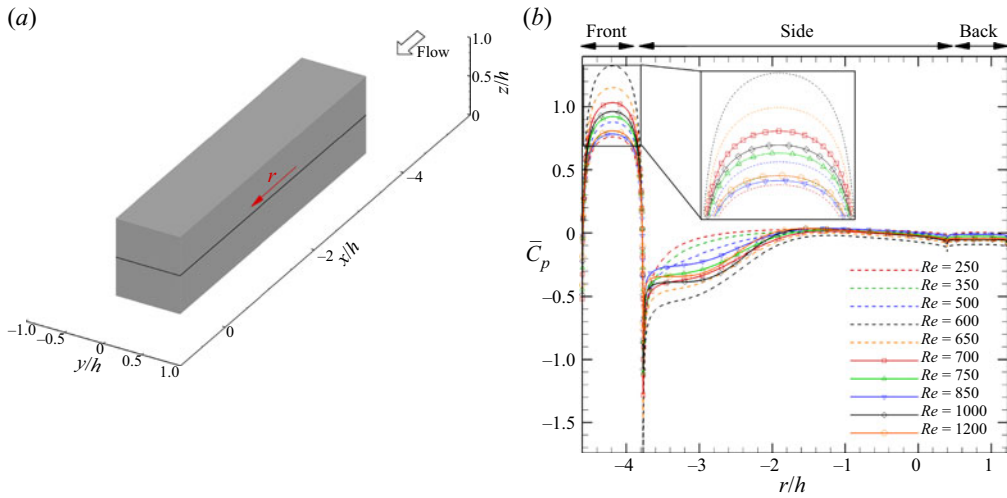 (a)
Flow
1.0
0.5
0
z/h
r
–4
–2
0
x/h
–1.0
–0.5
0
0.5
1.0
y/h
(b)
Front
Side
Back
1.0
0.5
0
–0.5
–1.0
–1.5
C̅p
Re = 250
Re = 350
Re = 500
Re = 600
Re = 650
Re = 700
Re = 750
Re = 850
Re = 1000
Re = 1200
–4
–3
–2
–1
0
1
r/h